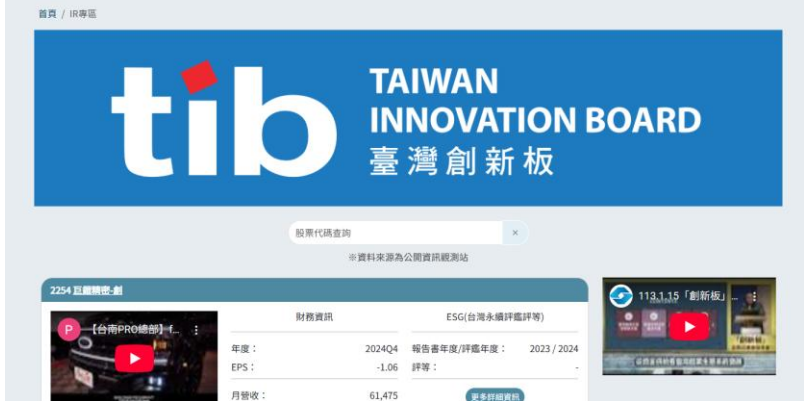 首頁 / IR專區
tib
TAIWAN
INNOVATION BOARD
臺灣創新板
股票代碼查詢 ×
※資料來源為公開資訊觀測站
2254 巨鎧精密-創
P 【台南PRO總部】f...
財務資訊
年度： 2024Q4
EPS： -1.06
月營收： 61,475
ESG(台灣永續評鑑評等)
報告書年度/評鑑年度： 2023 / 2024
評等： -
更多詳細資訊
113.1.15「創新板」...